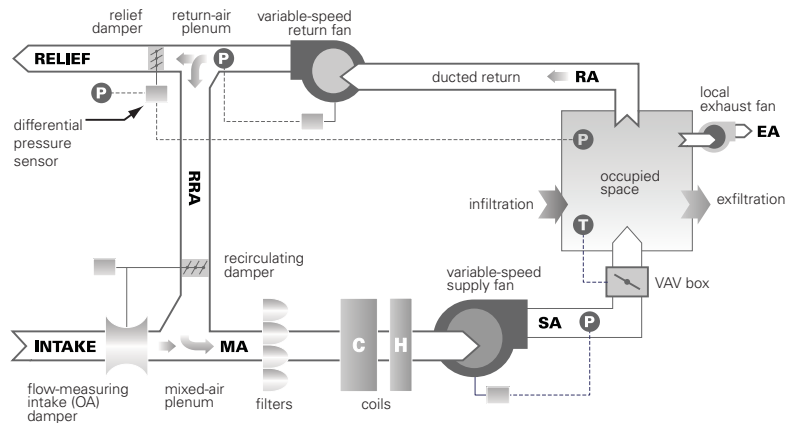 relief
damper
return-air
plenum
variable-speed
return fan
RELIEF
P
P
ducted return
RA
local
exhaust fan
EA
differential
pressure
sensor
P
occupied
space
RRA
infiltration
exfiltration
T
recirculating
damper
variable-speed
supply fan
VAV box
INTAKE
MA
C
H
SA
P
flow-measuring
intake (OA)
damper
mixed-air
plenum
filters
coils